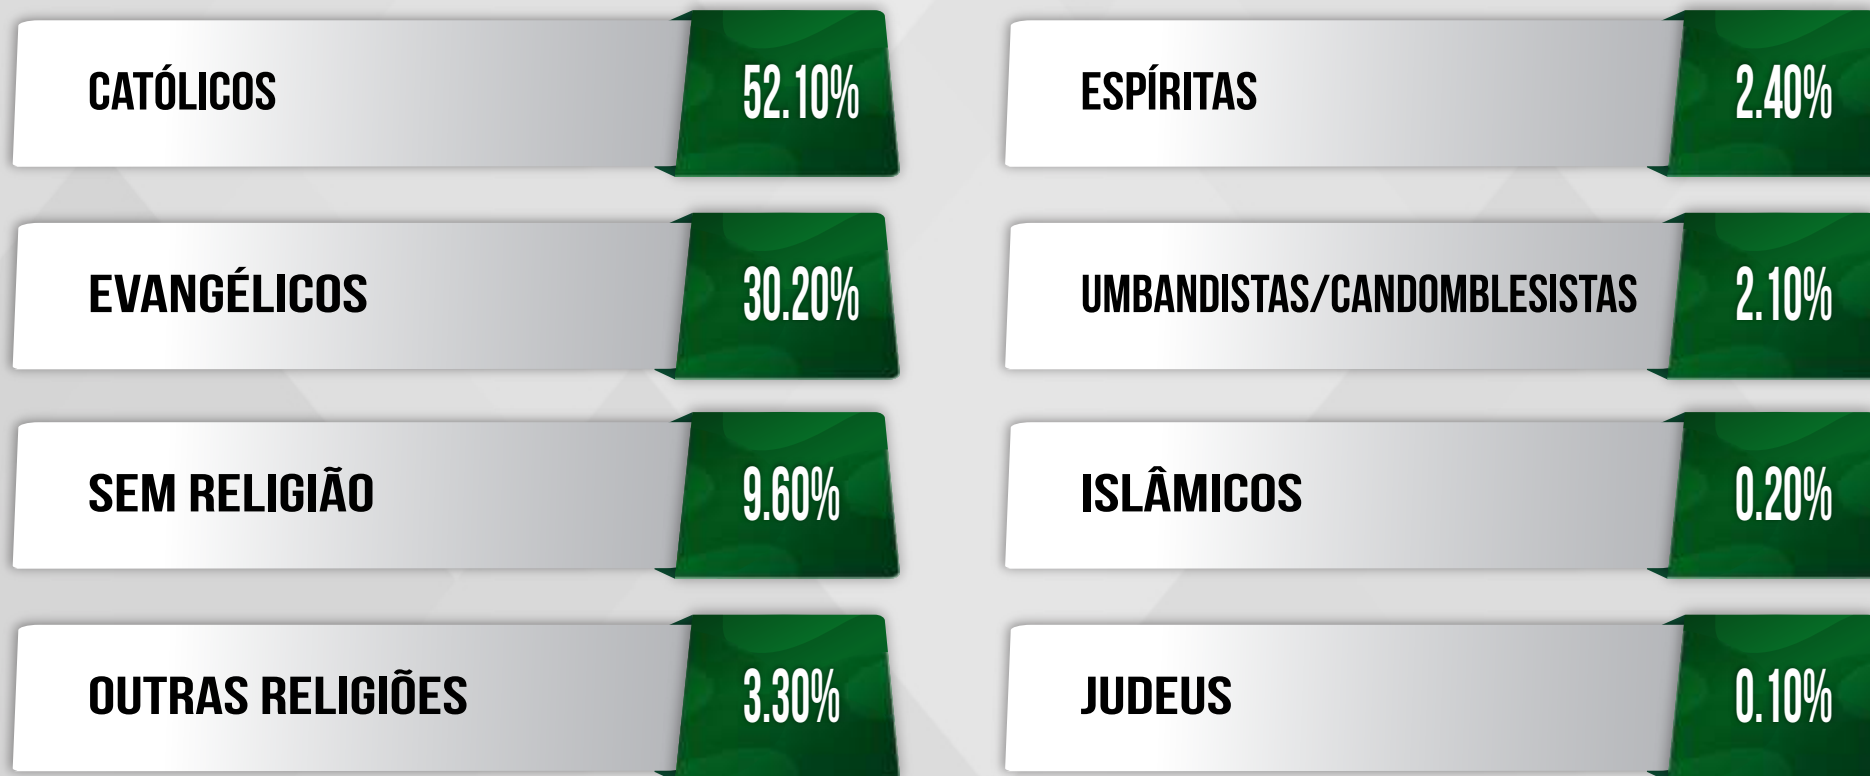 CATÓLICOS
52.10%
EVANGÉLICOS
30.20%
SEM RELIGIÃO
9.60%
OUTRAS RELIGIÕES
3.30%
ESPÍRITAS
2.40%
UMBANDISTAS/CANDOMBLESISTAS
2.10%
ISLÂMICOS
0.20%
JUDEUS
0.10%